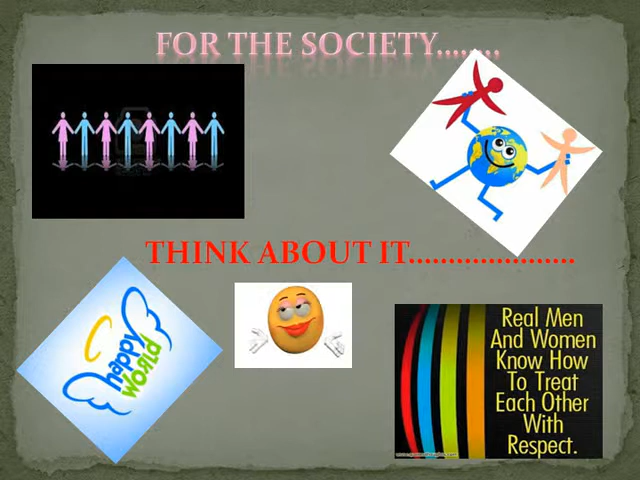 FOR THE SOCIETY........
THINK ABOUT IT.....................
happy
world
Real Men
And Women
Know How
To Treat
Each Other
With
Respect.